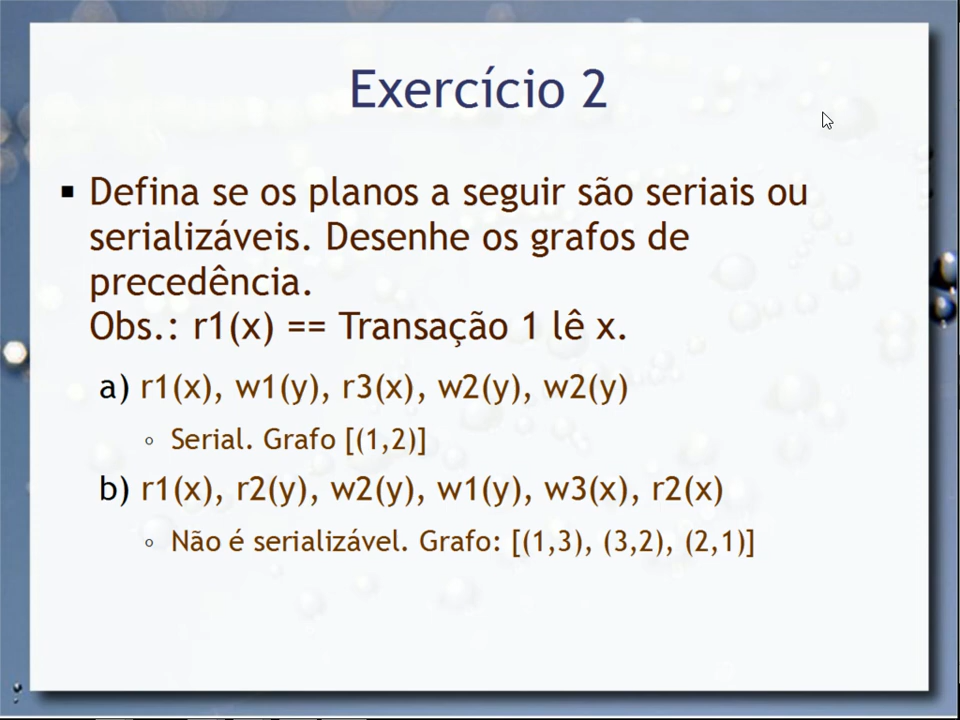 Exercício 2
▪ Defina se os planos a seguir são seriais ou
serializáveis. Desenhe os grafos de
precedência.
Obs.: r1(x) == Transação 1 lê x.
a) r1(x), w1(y), r3(x), w2(y), w2(y)
◦ Serial. Grafo [(1,2)]
b) r1(x), r2(y), w2(y), w1(y), w3(x), r2(x)
◦ Não é serializável. Grafo: [(1,3), (3,2), (2,1)]